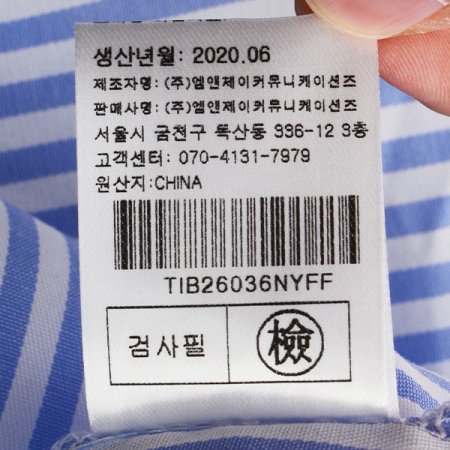 생산년월: 2020.06
제조자명: (주)엠앤제이커뮤니케이션즈
판매사명: (주)엠앤제이커뮤니케이션즈
서울시 금천구 독산동 336-12 3층
고객센터: 070-4131-7979
원산지:CHINA
TIB26036NYFF
검사필 檢